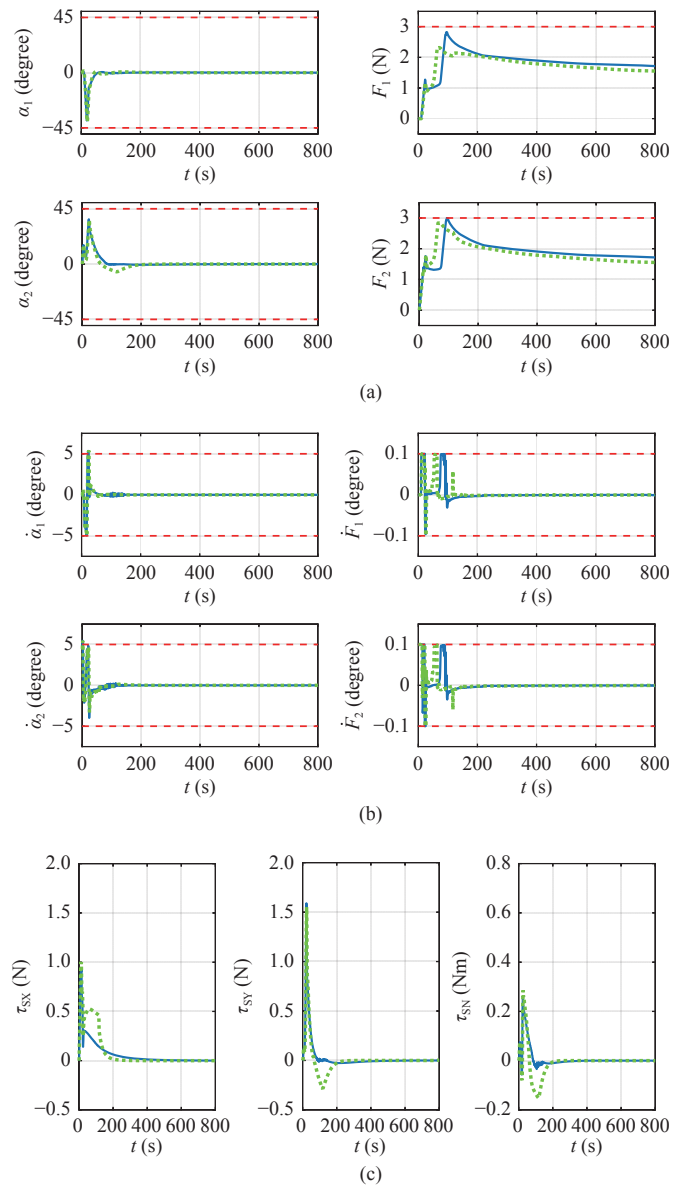 45
0
−45
α1 (degree)
0 200 400 600 800
t (s)
3
2
1
0
F1 (N)
0 200 400 600 800
t (s)
45
0
−45
α2 (degree)
0 200 400 600 800
t (s)
3
2
1
0
F2 (N)
0 200 400 600 800
t (s)
(a)
5
0
−5
α̇1 (degree)
0 200 400 600 800
t (s)
0.1
0
−0.1
Ḟ1 (degree)
0 200 400 600 800
t (s)
5
0
−5
α̇2 (degree)
0 200 400 600 800
t (s)
0.1
0
−0.1
Ḟ2 (degree)
0 200 400 600 800
t (s)
(b)
2.0
1.5
1.0
0.5
0
−0.5
τSX (N)
0 200 400 600 800
t (s)
2.0
1.5
1.0
0.5
0
−0.5
τSY (N)
0 200 400 600 800
t (s)
0.8
0.6
0.4
0.2
0
−0.2
τSN (Nm)
0 200 400 600 800
t (s)
(c)